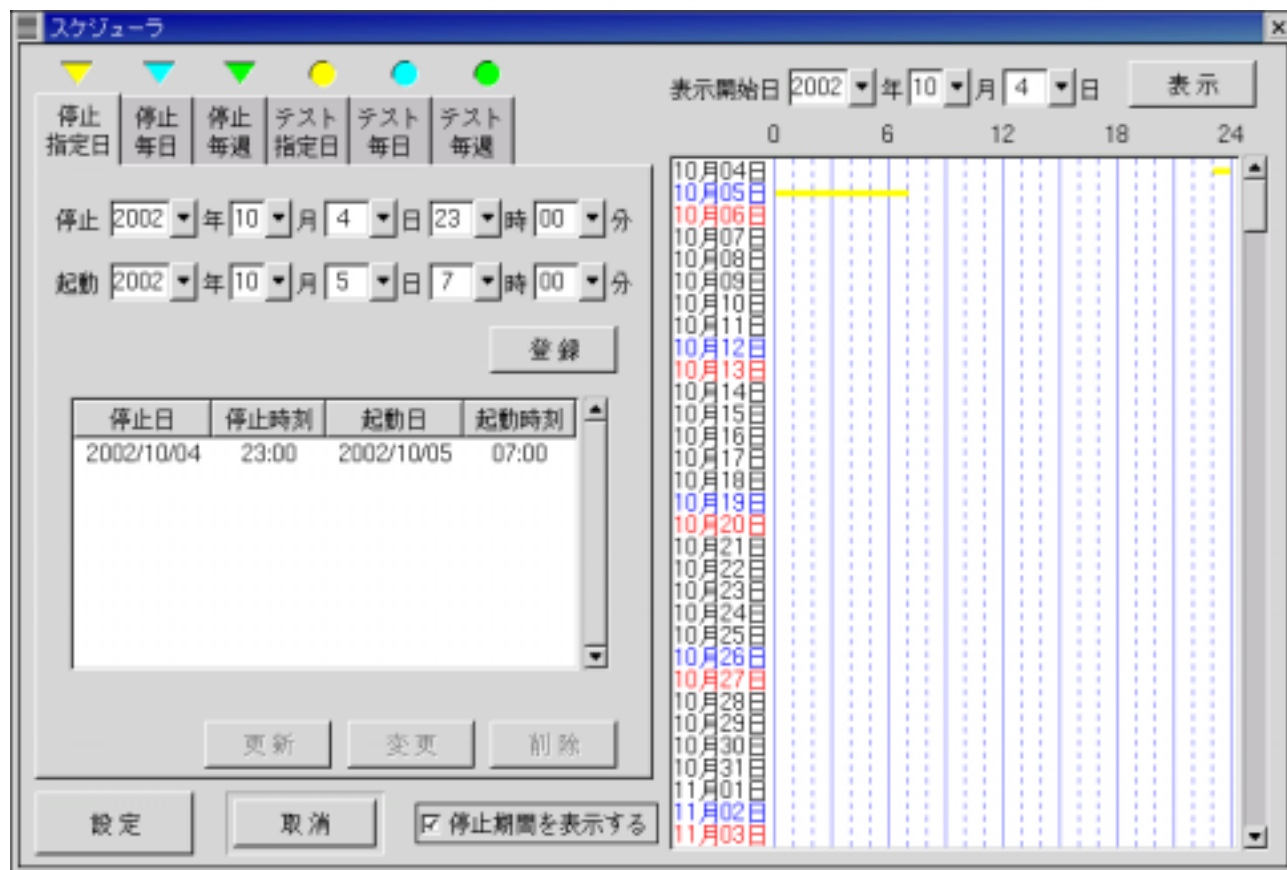 スケジューラ
停止指定日
停止毎日
停止毎週
テスト指定日
テスト毎日
テスト毎週
停止 2002 年 10 月 4 日 23 時 00 分
起動 2002 年 10 月 5 日 7 時 00 分
登録
停止日 停止時刻 起動日 起動時刻
2002/10/04 23:00 2002/10/05 07:00
更新 変更 削除
設定 取消 停止期間を表示する
表示開始日 2002 年 10 月 4 日 表示
0 6 12 18 24
10月04日
10月05日
10月06日
10月07日
10月08日
10月09日
10月10日
10月11日
10月12日
10月13日
10月14日
10月15日
10月16日
10月17日
10月18日
10月19日
10月20日
10月21日
10月22日
10月23日
10月24日
10月25日
10月26日
10月27日
10月28日
10月29日
10月30日
10月31日
11月01日
11月02日
11月03日